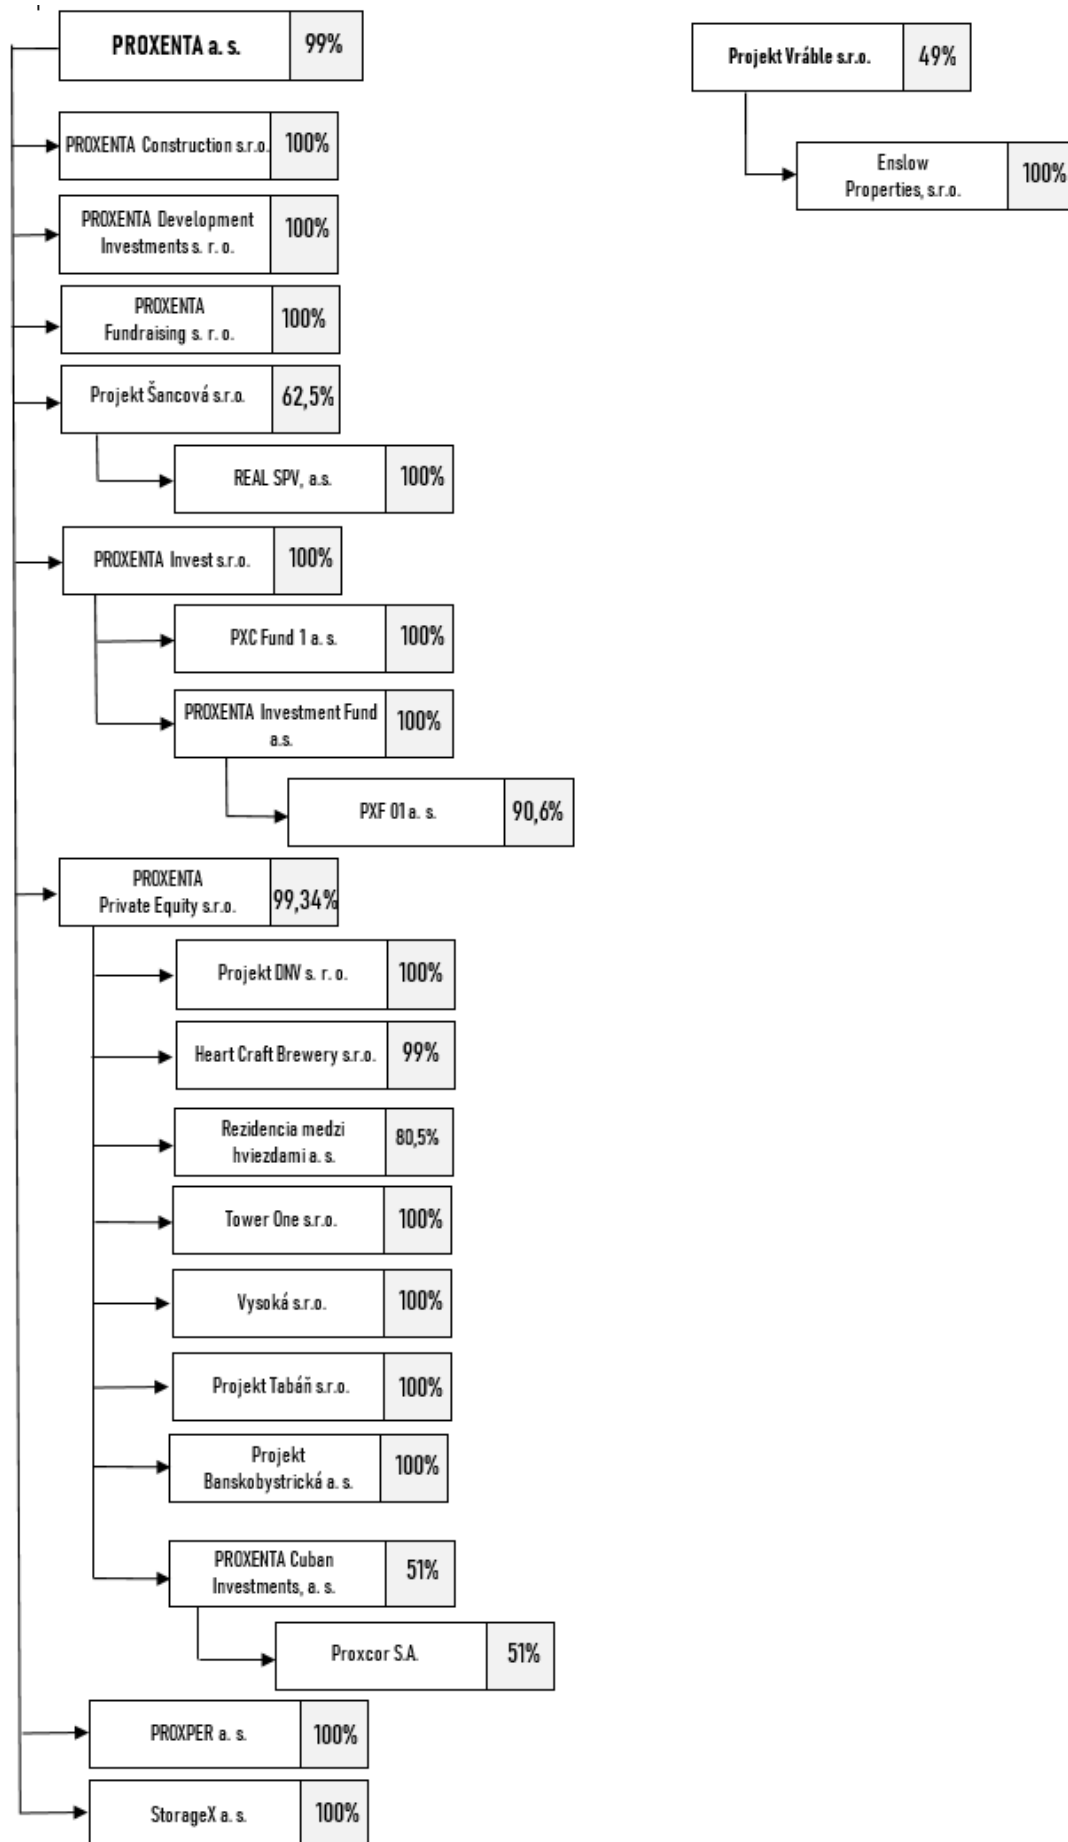 PROXENTA a. s.
99%
PROXENTA Construction s.r.o.
100%
PROXENTA Development
Investments s. r. o.
100%
PROXENTA
Fundraising s. r. o.
100%
Projekt Šancová s.r.o.
62,5%
REAL SPV, a.s.
100%
PROXENTA Invest s.r.o.
100%
PXC Fund 1 a. s.
100%
PROXENTA Investment Fund
a.s.
100%
PXF 01 a. s.
90,6%
PROXENTA
Private Equity s.r.o.
99,34%
Projekt DNV s. r. o.
100%
Heart Craft Brewery s.r.o.
99%
Rezidencia medzi
hviezdami a. s.
80,5%
Tower One s.r.o.
100%
Vysoká s.r.o.
100%
Projekt Tabáň s.r.o.
100%
Projekt
Banskobystrická a. s.
100%
PROXENTA Cuban
Investments, a. s.
51%
Proxcor S.A.
51%
PROXPER a. s.
100%
StorageX a. s.
100%
Projekt Vráble s.r.o.
49%
Enslow
Properties, s.r.o.
100%